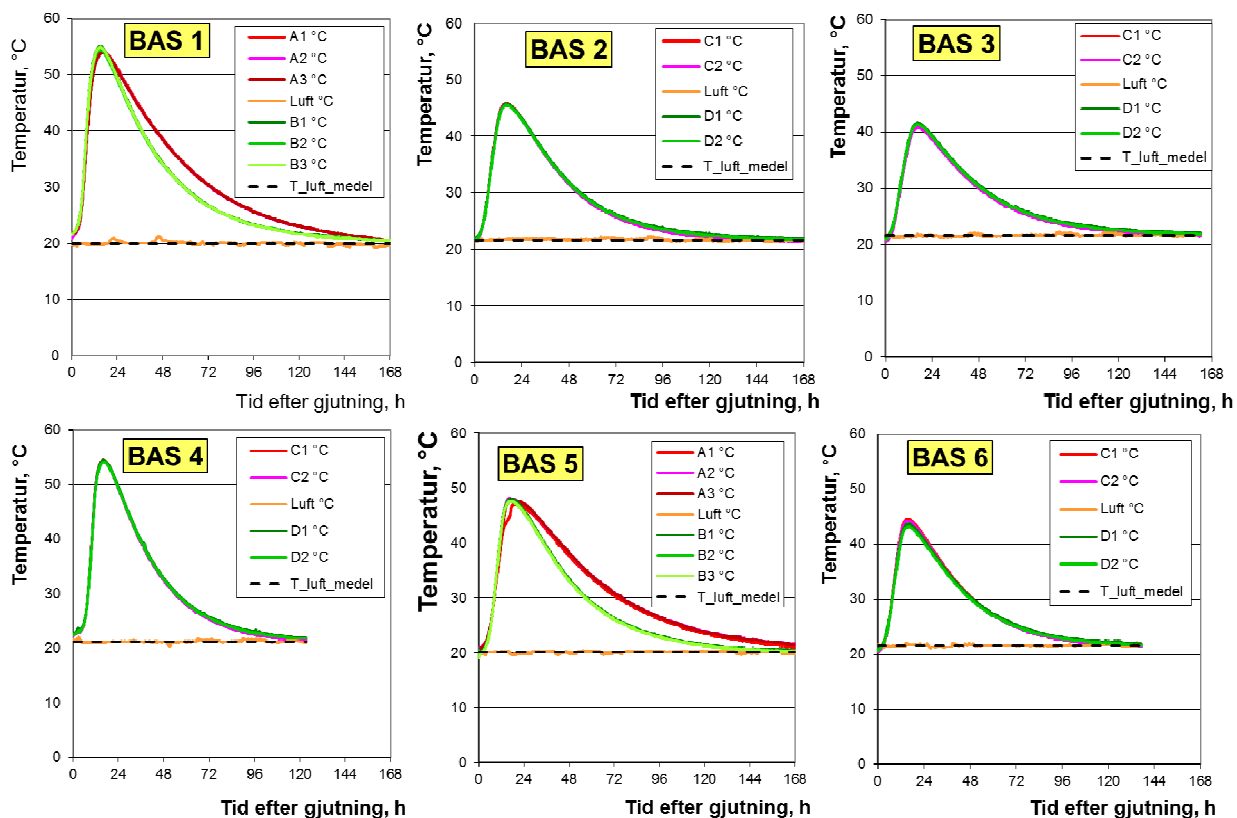 BAS 1
Temperatur, °C
60
50
40
30
20
10
0
A1 °C
A2 °C
A3 °C
Luft °C
B1 °C
B2 °C
B3 °C
T_luft_medel
0 24 48 72 96 120 144 168
Tid efter gjutning, h
BAS 2
Temperatur, °C
60
50
40
30
20
10
0
C1 °C
C2 °C
Luft °C
D1 °C
D2 °C
T_luft_medel
0 24 48 72 96 120 144 168
Tid efter gjutning, h
BAS 3
Temperatur, °C
60
50
40
30
20
10
0
C1 °C
C2 °C
Luft °C
D1 °C
D2 °C
T_luft_medel
0 24 48 72 96 120 144 168
Tid efter gjutning, h
BAS 4
Temperatur, °C
60
50
40
30
20
10
0
C1 °C
C2 °C
Luft °C
D1 °C
D2 °C
T_luft_medel
0 24 48 72 96 120 144 168
Tid efter gjutning, h
BAS 5
Temperatur, °C
60
50
40
30
20
10
0
A1 °C
A2 °C
A3 °C
Luft °C
B1 °C
B2 °C
B3 °C
T_luft_medel
0 24 48 72 96 120 144 168
Tid efter gjutning, h
BAS 6
Temperatur, °C
60
50
40
30
20
10
0
C1 °C
C2 °C
Luft °C
D1 °C
D2 °C
T_luft_medel
0 24 48 72 96 120 144 168
Tid efter gjutning, h